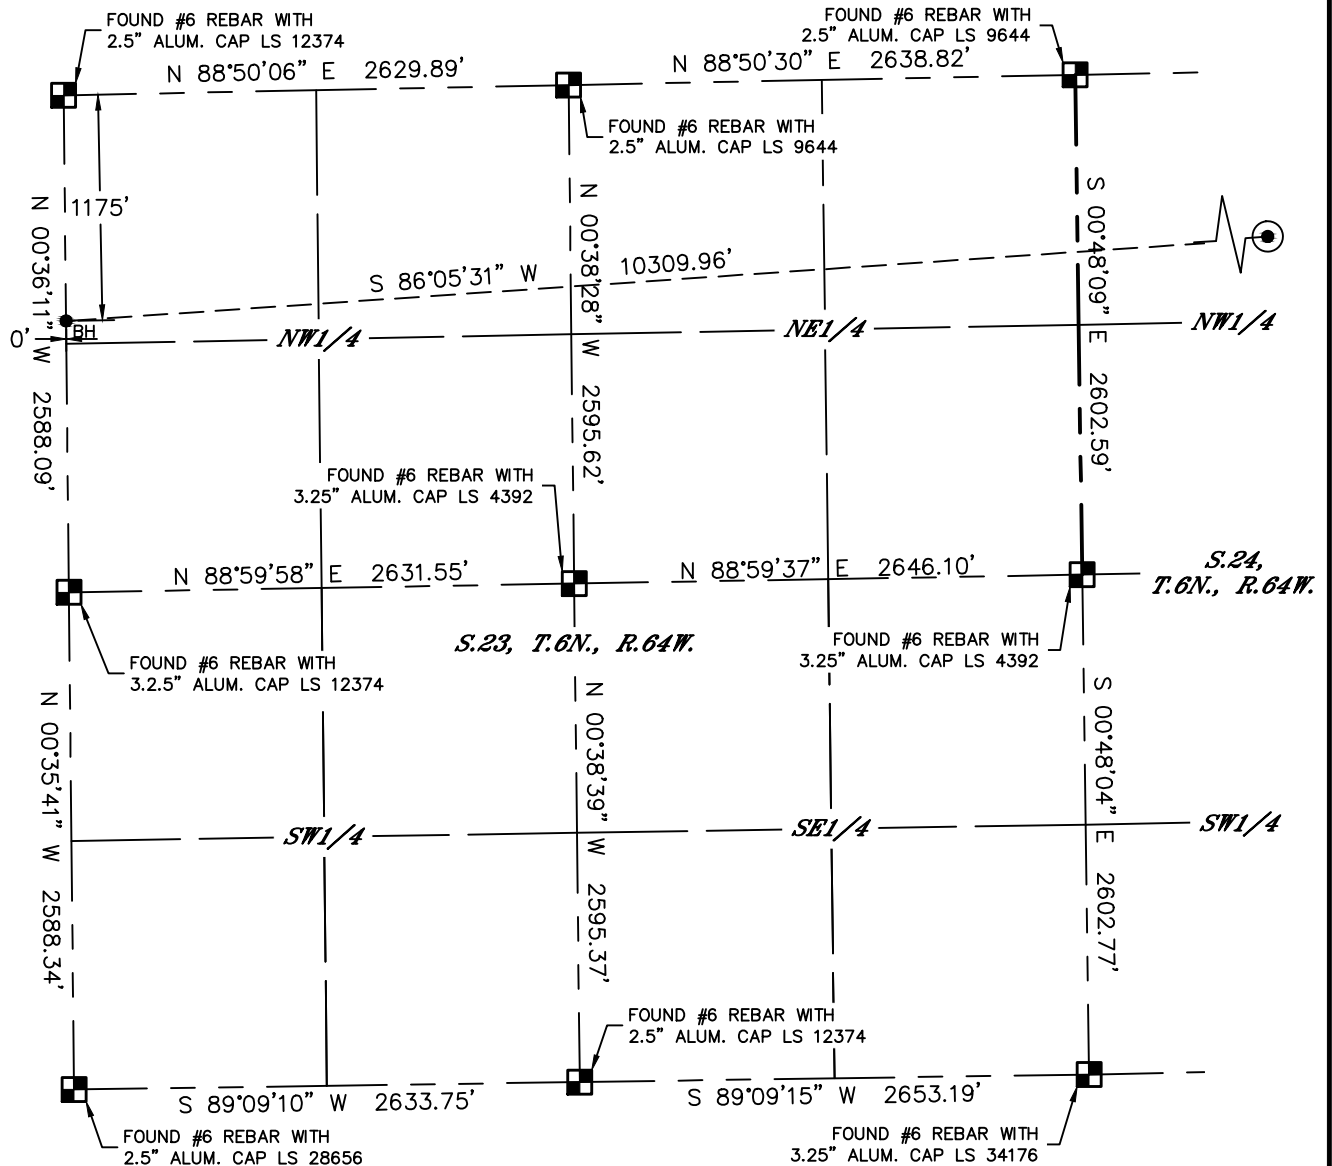 FOUND #6 REBAR WITH
2.5" ALUM. CAP LS 12374
FOUND #6 REBAR WITH
2.5" ALUM. CAP LS 9644
N 88°50'06" E 2629.89'
N 88°50'30" E 2638.82'
FOUND #6 REBAR WITH
2.5" ALUM. CAP LS 9644
1175'
N 00°36'11" W 2588.09'
N 00°38'28" W 2595.62'
S 00°48'09" E 2602.59'
S 86°05'31" W 10309.96'
0'
BH
NW1/4
NE1/4
NW1/4
FOUND #6 REBAR WITH
3.25" ALUM. CAP LS 4392
N 88°59'58" E 2631.55'
N 88°59'37" E 2646.10'
S.24,
T.6N., R.64W.
S.23, T.6N., R.64W.
FOUND #6 REBAR WITH
3.25" ALUM. CAP LS 4392
FOUND #6 REBAR WITH
3.2.5" ALUM. CAP LS 12374
N 00°35'41" W 2588.34'
N 00°38'39" W 2595.37'
S 00°48'04" E 2602.77'
SW1/4
SE1/4
SW1/4
FOUND #6 REBAR WITH
2.5" ALUM. CAP LS 12374
S 89°09'10" W 2633.75'
S 89°09'15" W 2653.19'
FOUND #6 REBAR WITH
2.5" ALUM. CAP LS 28656
FOUND #6 REBAR WITH
3.25" ALUM. CAP LS 34176